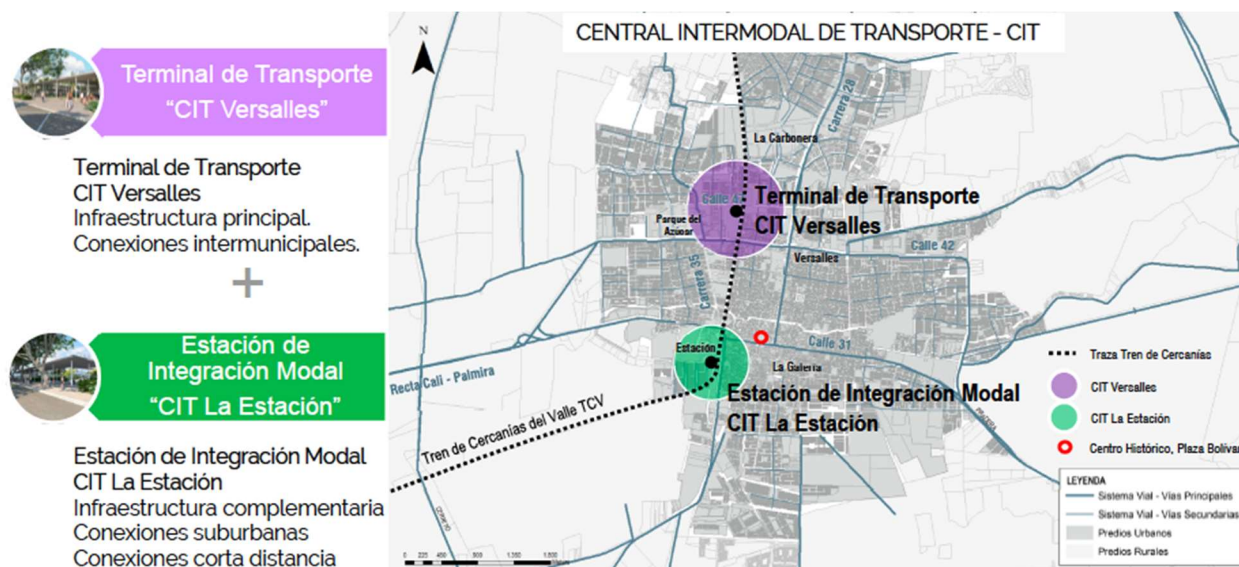 Terminal de Transporte
“CIT Versalles”
Terminal de Transporte
CIT Versalles
Infraestructura principal.
Conexiones intermunicipales.
+
Estación de
Integración Modal
“CIT La Estación”
Estación de Integración Modal
CIT La Estación
Infraestructura complementaria
Conexiones suburbanas
Conexiones corta distancia
CENTRAL INTERMODAL DE TRANSPORTE - CIT
N
Carrera 28
La Carbonera
Terminal de Transporte
CIT Versalles
Parque del
Azúcar
Calle 42
Versalles
Carrera 35
Calle 31
Estación
La Galería
Recta Cali - Palmira
Estación de Integración Modal
CIT La Estación
Tren de Cercanías del Valle TCV
Traza Tren de Cercanías
CIT Versalles
CIT La Estación
Centro Histórico, Plaza Bolívar
LEYENDA
Sistema Vial - Vías Principales
Sistema Vial - Vías Secundarias
Predios Urbanos
Predios Rurales